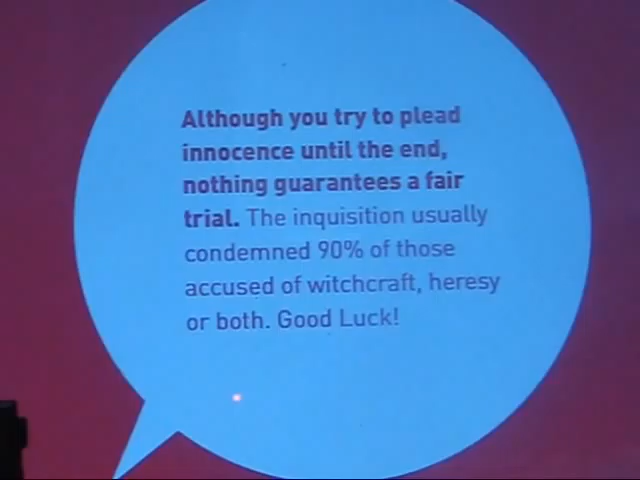 Although you try to plead
innocence until the end,
nothing guarantees a fair
trial. The inquisition usually
condemned 90% of those
accused of witchcraft, heresy
or both. Good Luck!